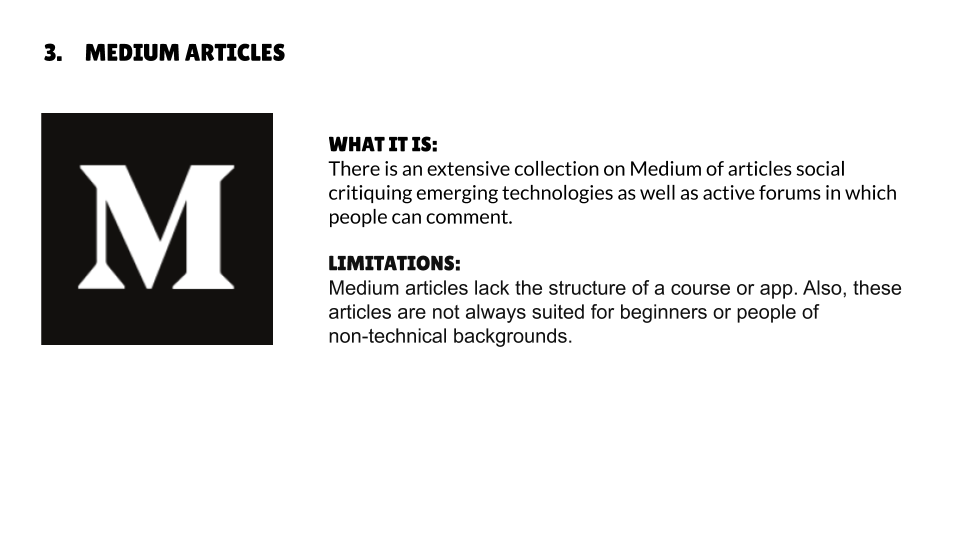 3. MEDIUM ARTICLES
M
WHAT IT IS:
There is an extensive collection on Medium of articles social
critiquing emerging technologies as well as active forums in which
people can comment.
LIMITATIONS:
Medium articles lack the structure of a course or app. Also, these
articles are not always suited for beginners or people of
non-technical backgrounds.